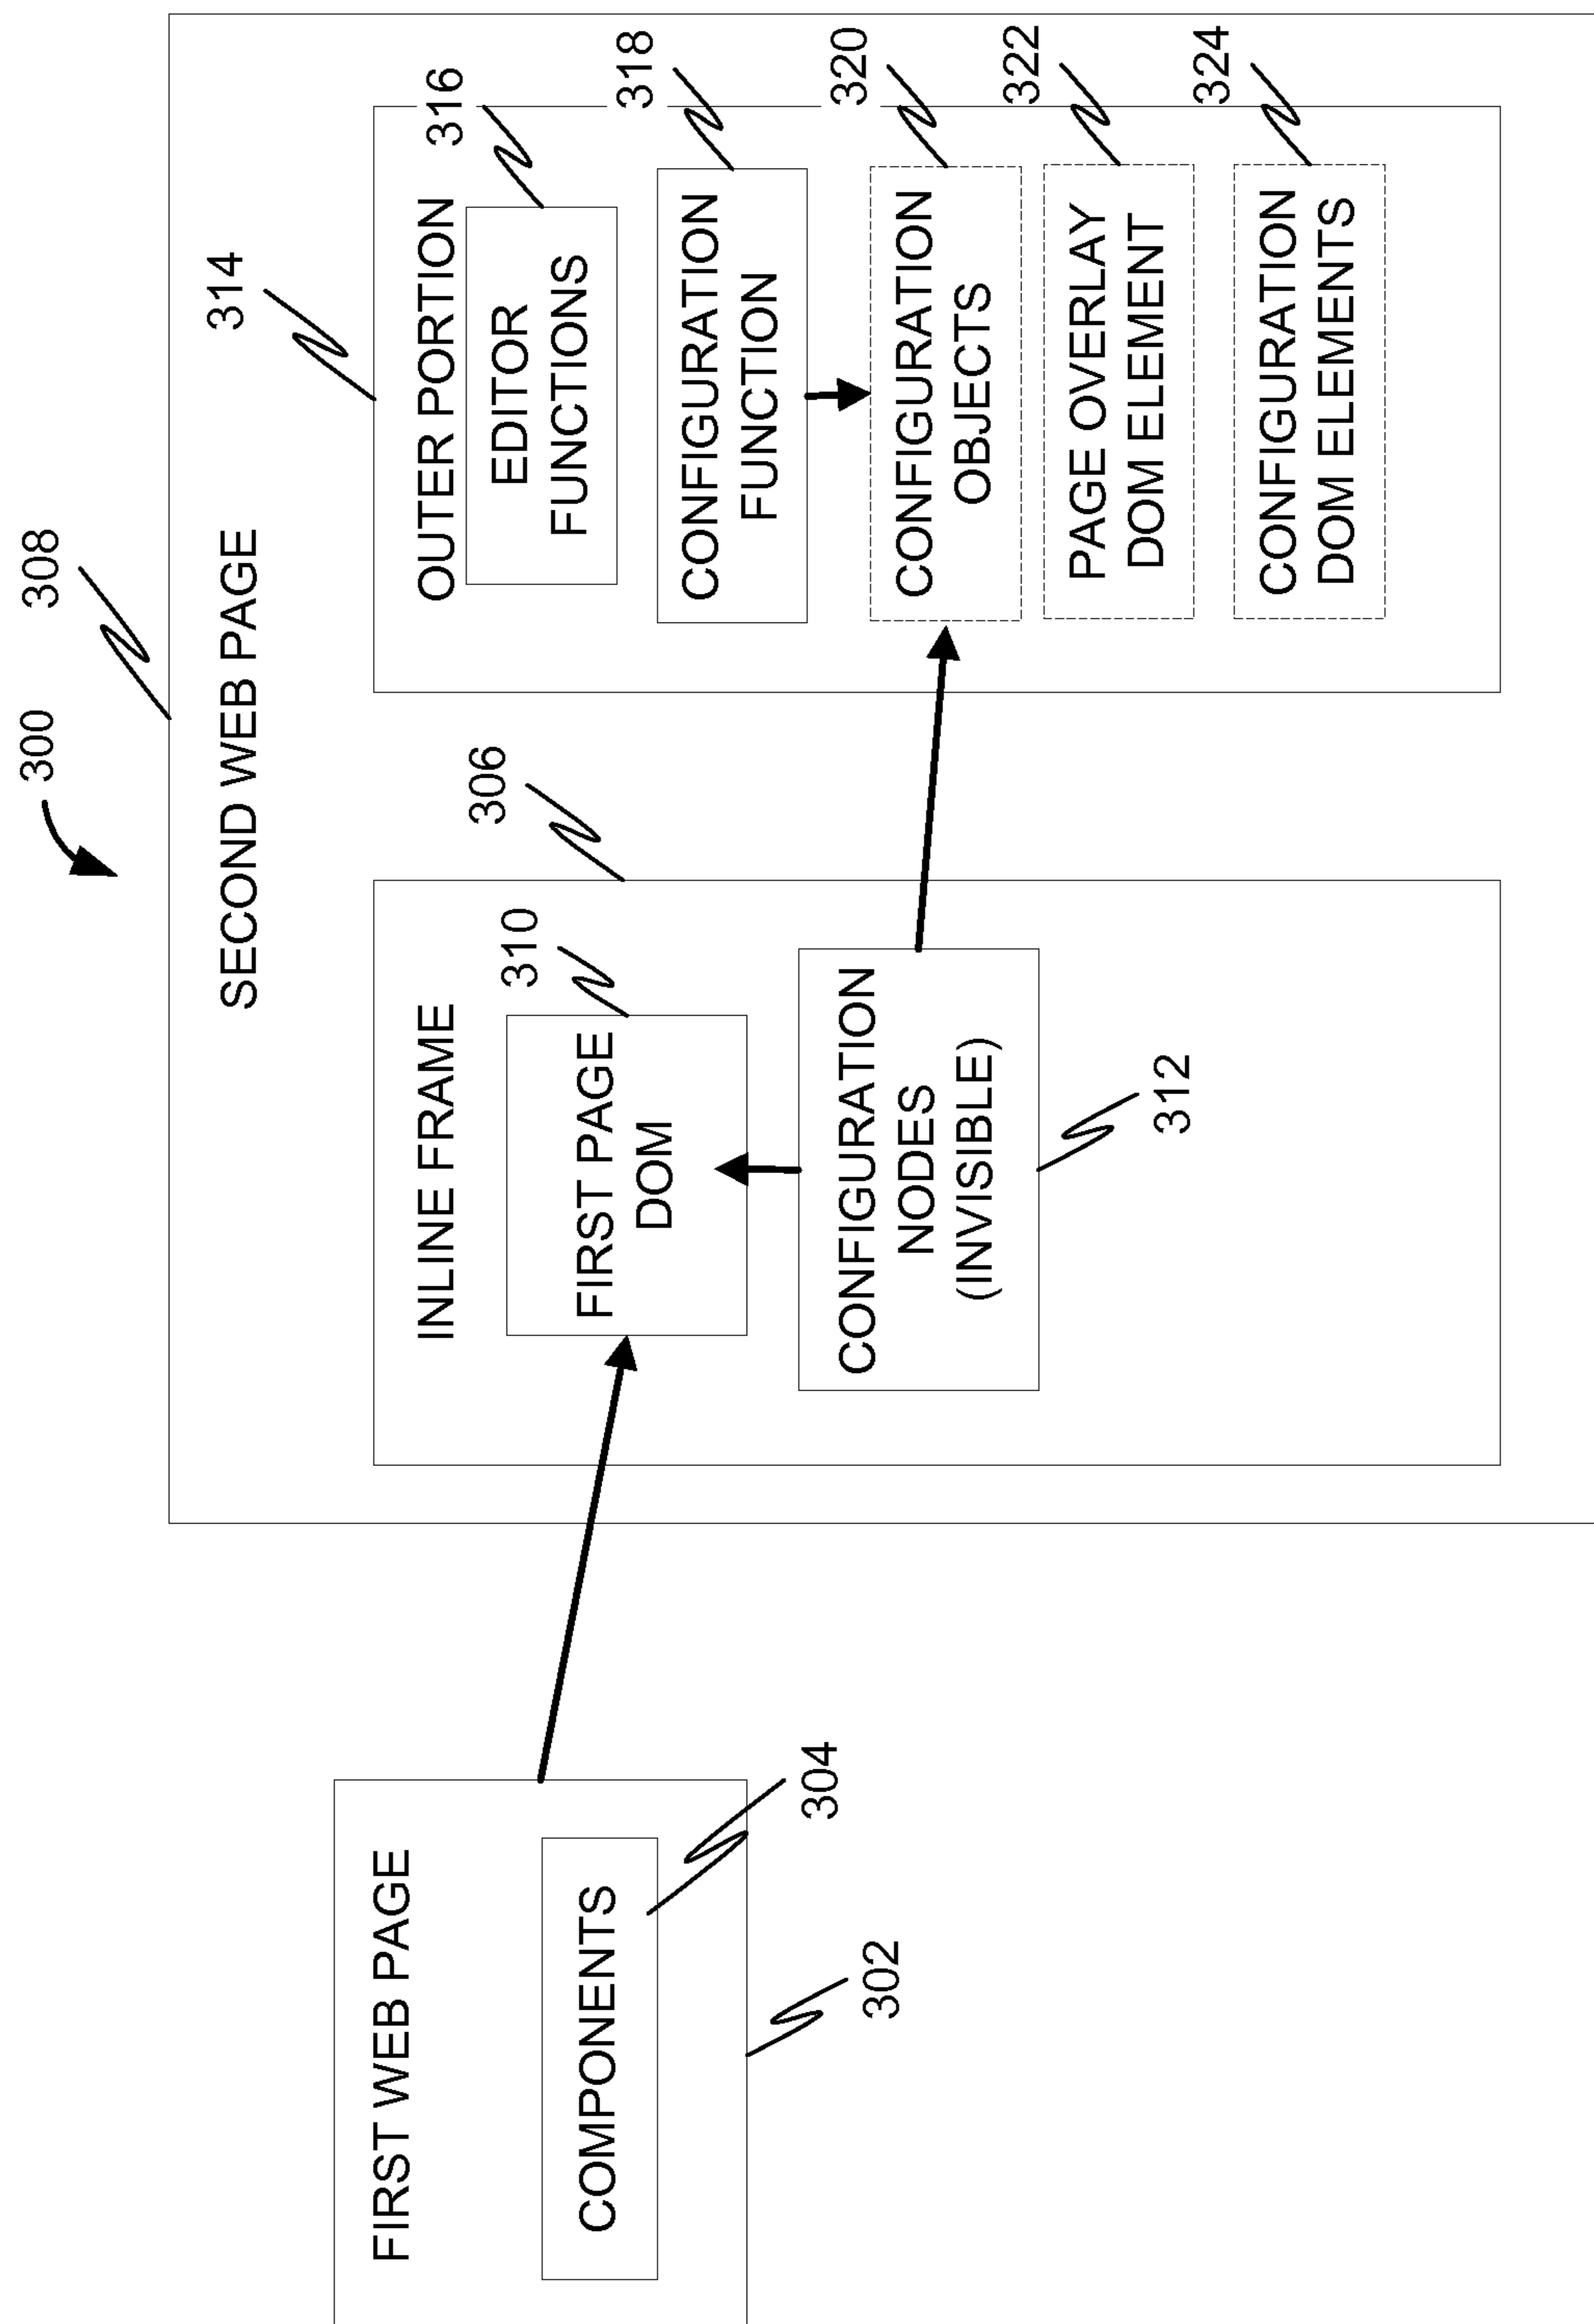 300
308
SECOND WEB PAGE
314
OUTER PORTION
316
EDITOR
FUNCTIONS
318
CONFIGURATION
FUNCTION
320
CONFIGURATION
OBJECTS
322
PAGE OVERLAY
DOM ELEMENT
324
CONFIGURATION
DOM ELEMENTS
306
INLINE FRAME
310
FIRST PAGE
DOM
CONFIGURATION
NODES
(INVISIBLE)
312
FIRST WEB PAGE
COMPONENTS
304
302